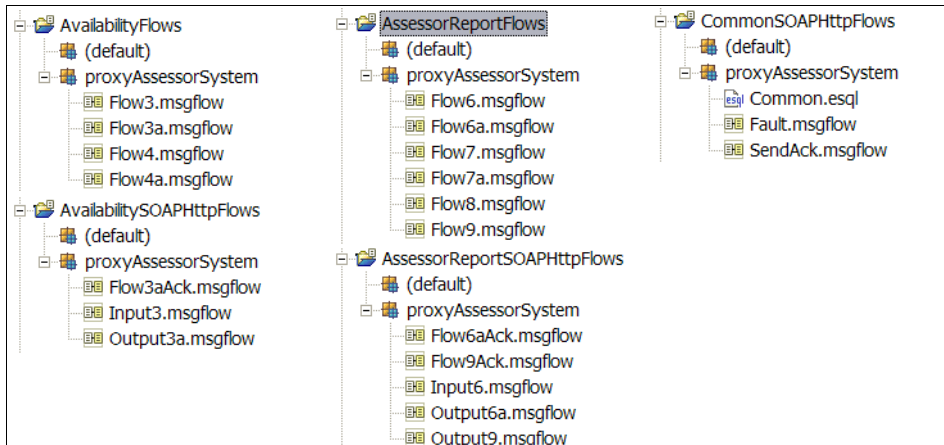 AvailabilityFlows
(default)
proxyAssessorSystem
Flow3.msgflow
Flow3a.msgflow
Flow4.msgflow
Flow4a.msgflow
AvailabilitySOAPHttpFlows
(default)
proxyAssessorSystem
Flow3aAck.msgflow
Input3.msgflow
Output3a.msgflow
AssessorReportFlows
(default)
proxyAssessorSystem
Flow6.msgflow
Flow6a.msgflow
Flow7.msgflow
Flow7a.msgflow
Flow8.msgflow
Flow9.msgflow
AssessorReportSOAPHttpFlows
(default)
proxyAssessorSystem
Flow6aAck.msgflow
Flow9Ack.msgflow
Input6.msgflow
Output6a.msgflow
Output9.msgflow
CommonSOAPHttpFlows
(default)
proxyAssessorSystem
esql Common.esql
Fault.msgflow
SendAck.msgflow